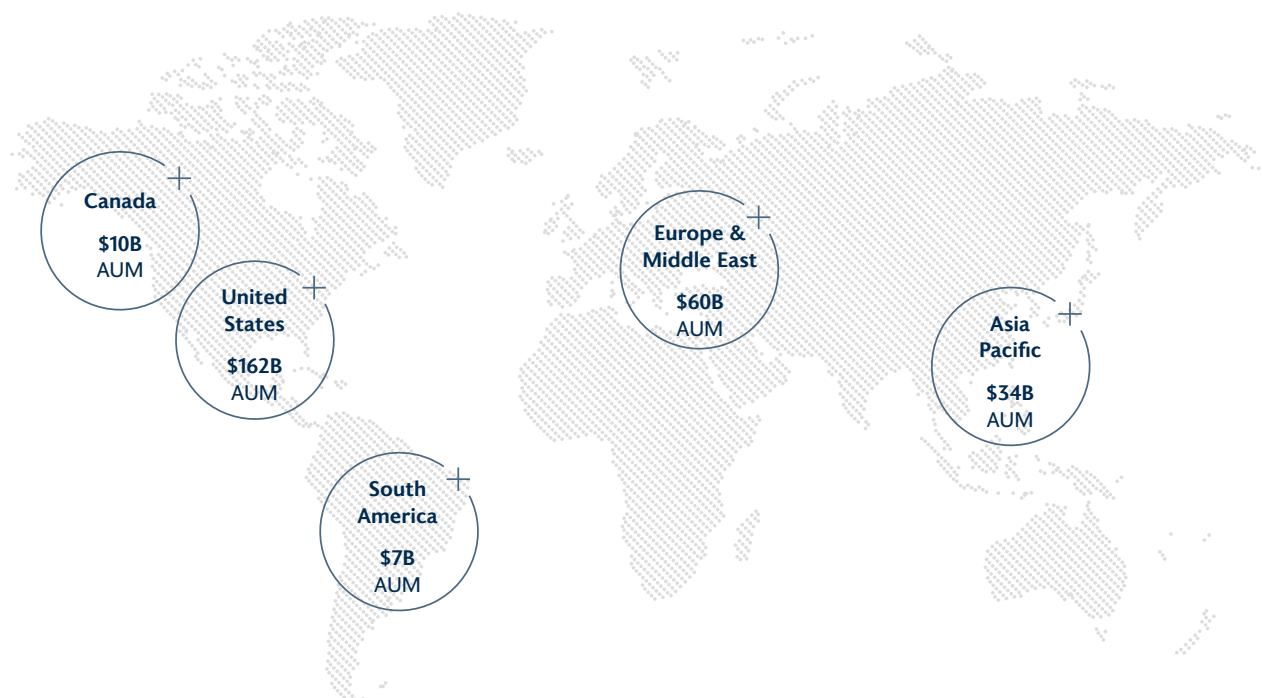 Canada
$10B
AUM
United
States
$162B
AUM
South
America
$7B
AUM
Europe &
Middle East
$60B
AUM
Asia
Pacific
$34B
AUM